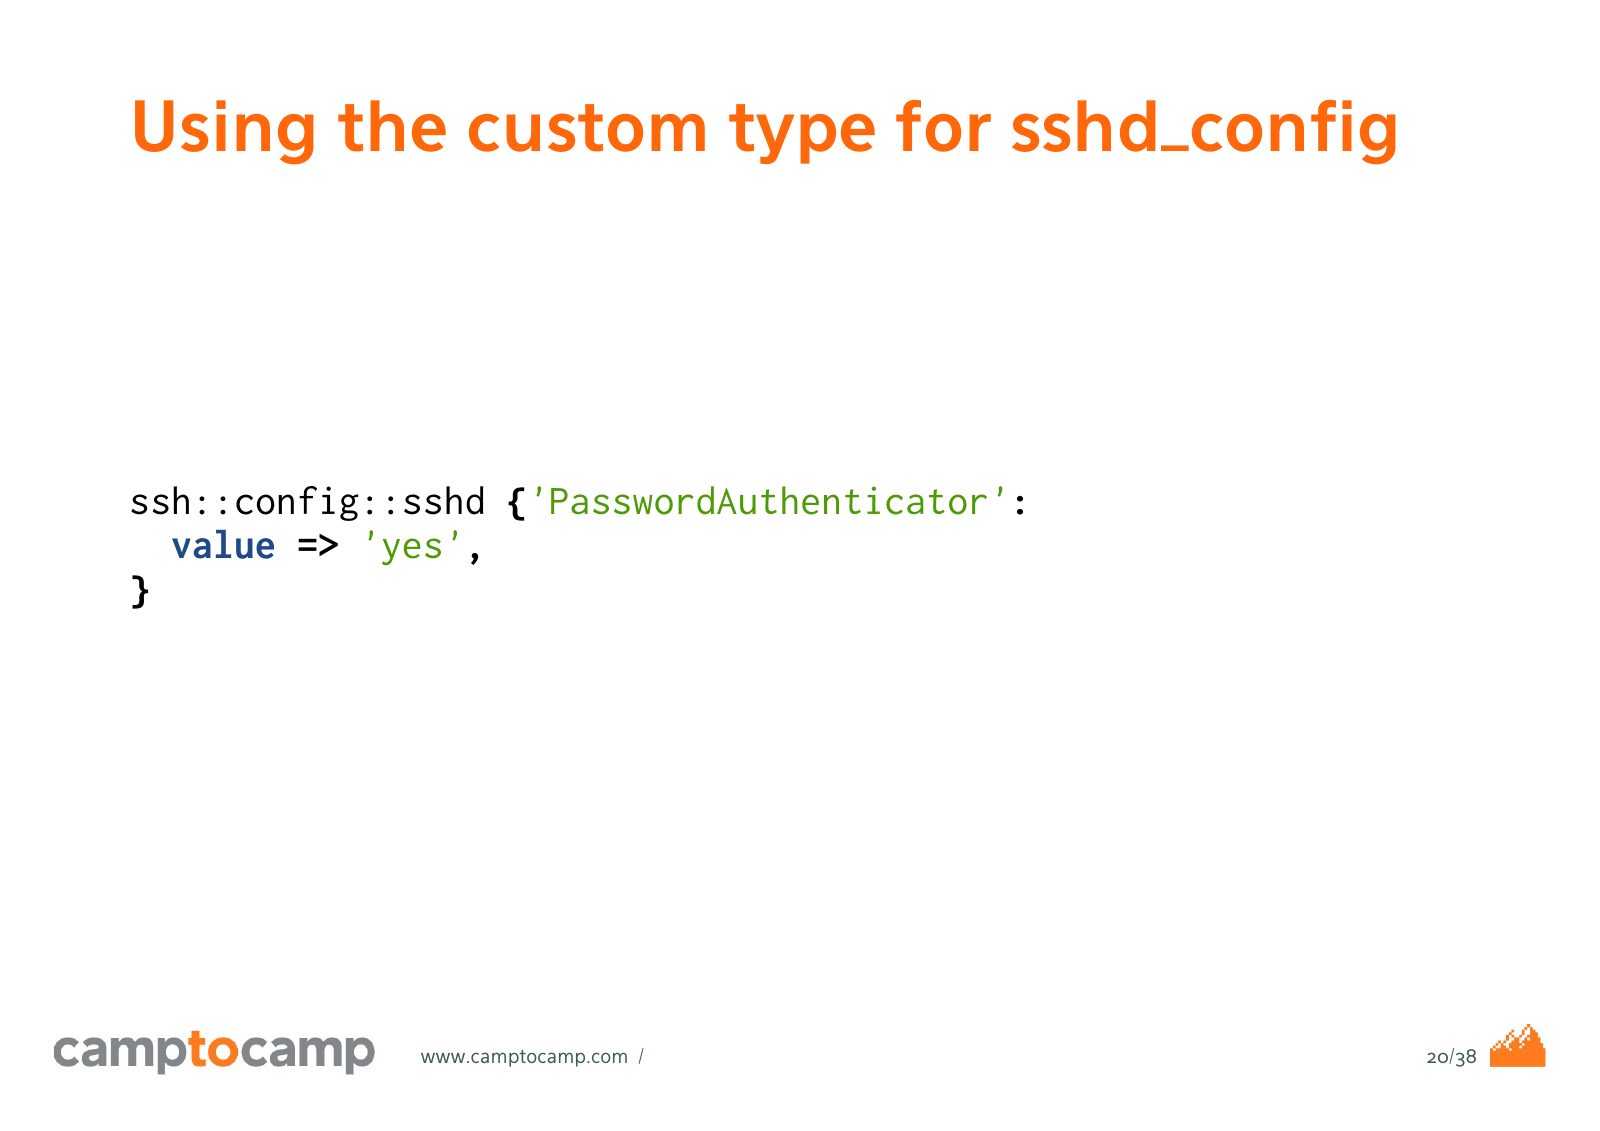 Using the custom type for sshd_config
ssh::config::sshd {'PasswordAuthenticator':
  value => 'yes',
}
camptocamp
www.camptocamp.com /
20/38